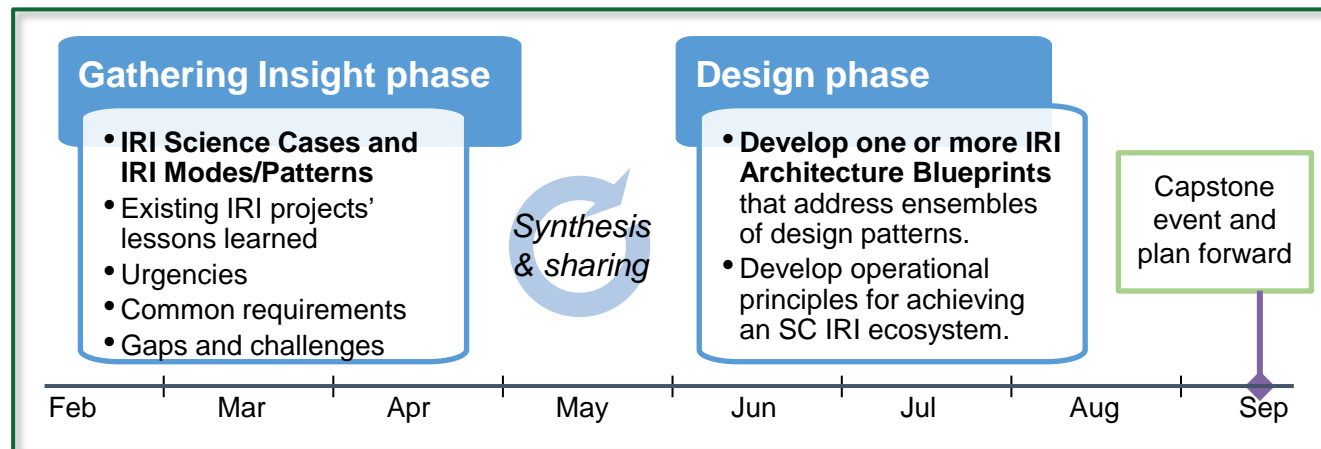 Gathering Insight phase
• IRI Science Cases and
IRI Modes/Patterns
• Existing IRI projects’
lessons learned
• Urgencies
• Common requirements
• Gaps and challenges
Synthesis
& sharing
Design phase
• Develop one or more IRI
Architecture Blueprints
that address ensembles
of design patterns.
• Develop operational
principles for achieving
an SC IRI ecosystem.
Capstone
event and
plan forward
Feb Mar Apr May Jun Jul Aug Sep